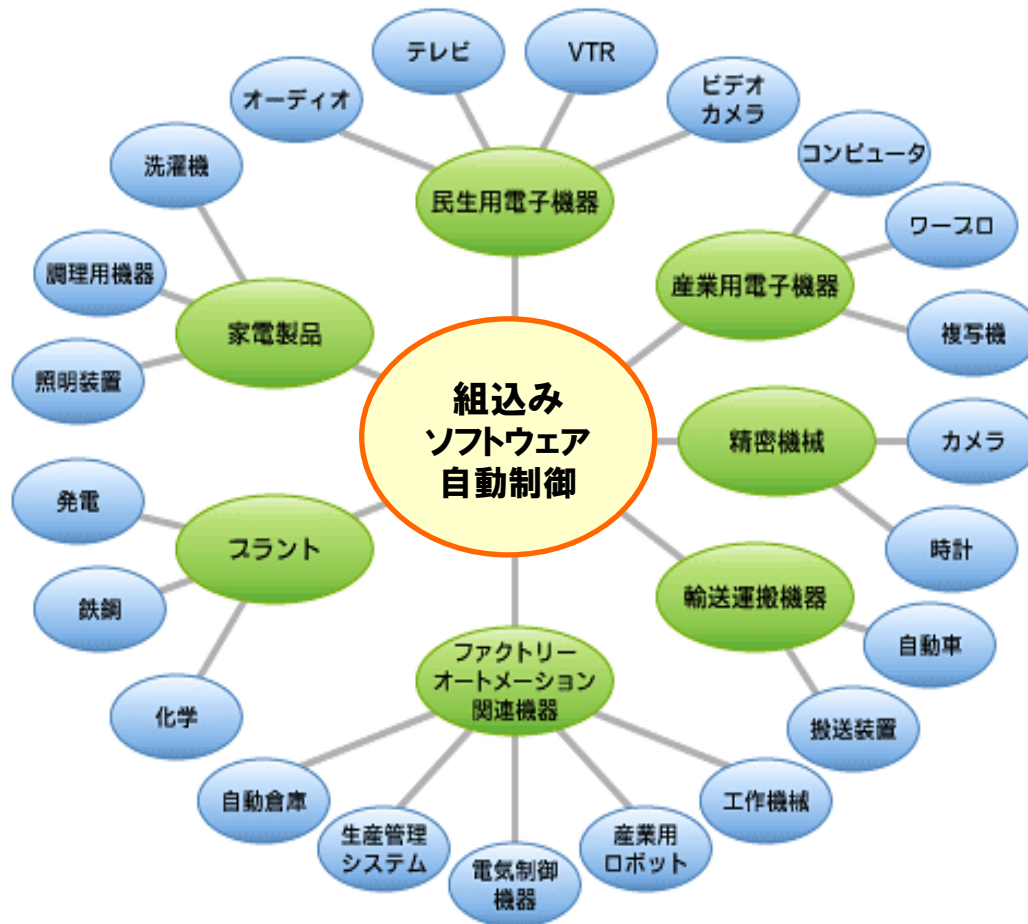 組込み
ソフトウェア
自動制御
民生用電子機器
オーディオ
テレビ
VTR
ビデオ
カメラ
産業用電子機器
コンピュータ
ワープロ
複写機
精密機械
カメラ
時計
輸送運搬機器
自動車
搬送装置
ファクトリー
オートメーション
関連機器
工作機械
産業用
ロボット
電気制御
機器
生産管理
システム
自動倉庫
プラント
化学
鉄鋼
発電
家電製品
照明装置
調理用機器
洗濯機